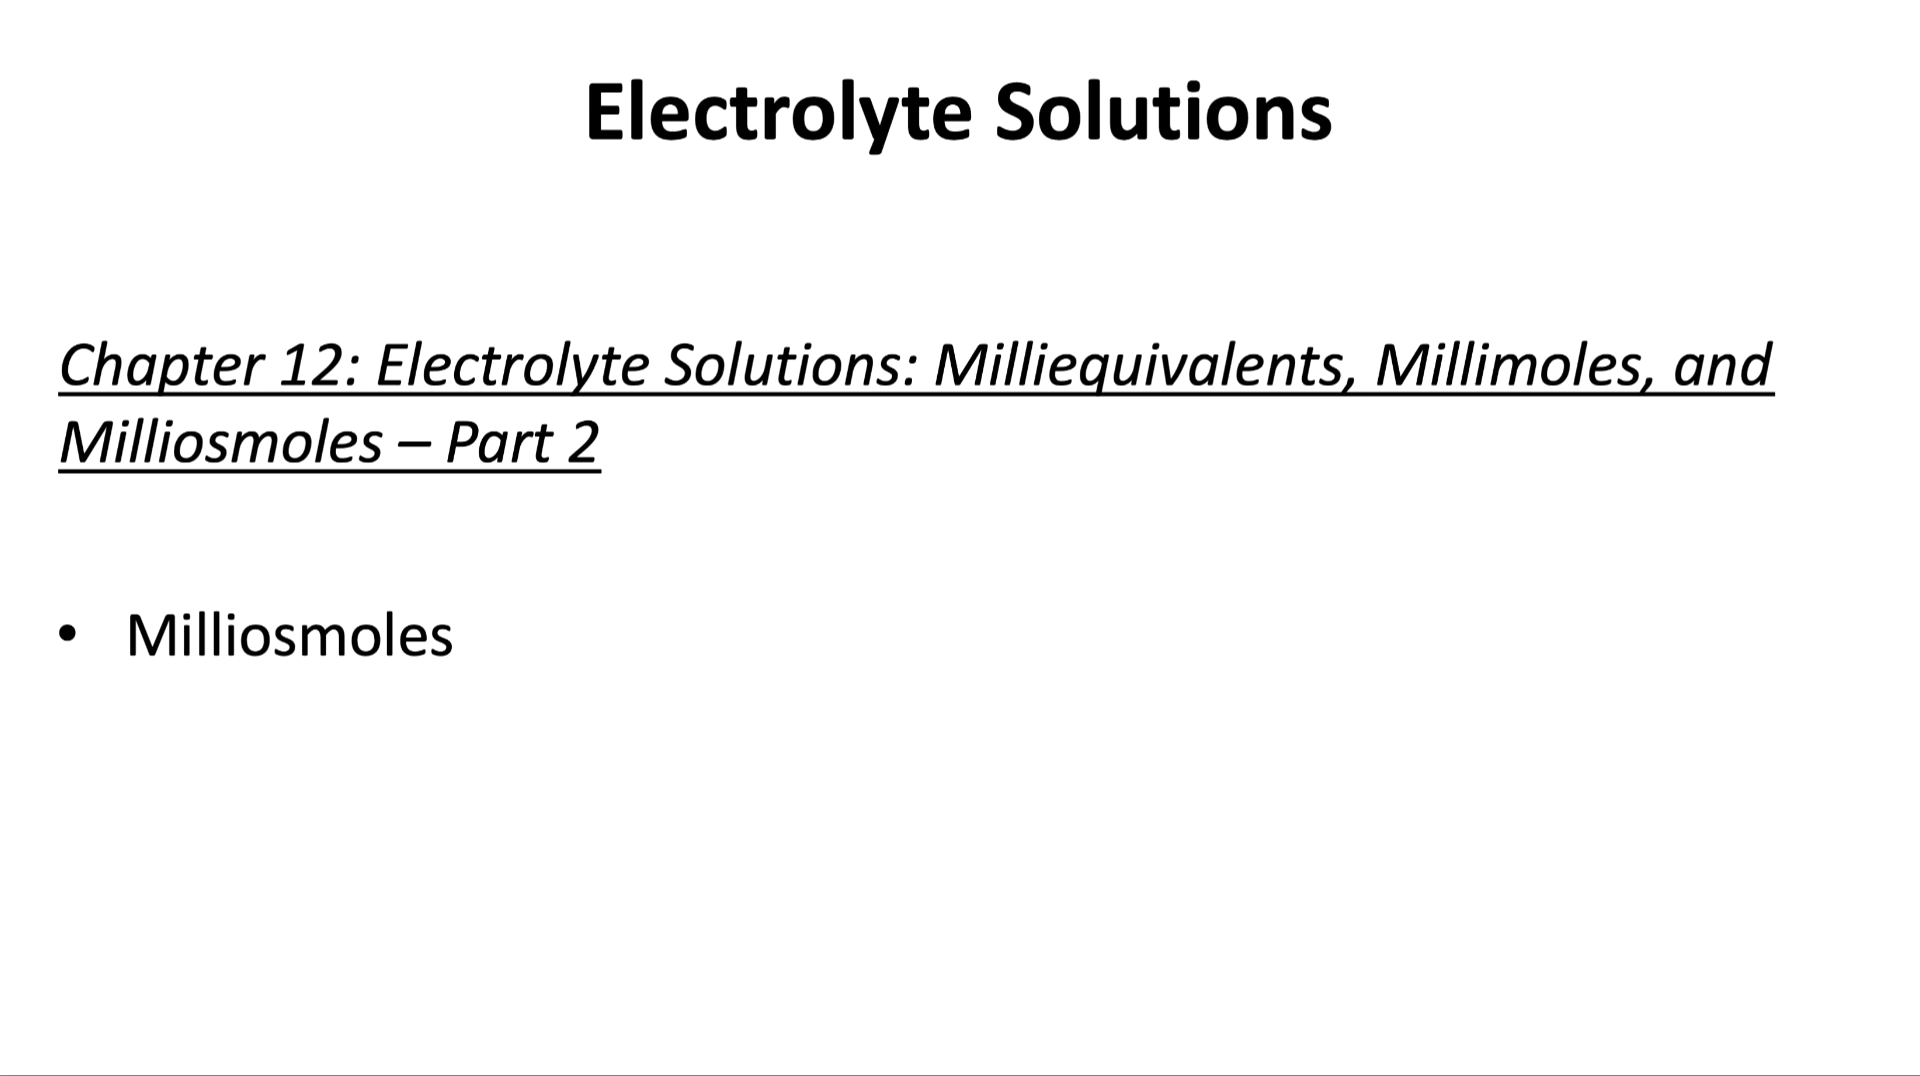 Electrolyte Solutions
Chapter 12: Electrolyte Solutions: Milliequivalents, Millimoles, and
Milliosmoles – Part 2
• Milliosmoles